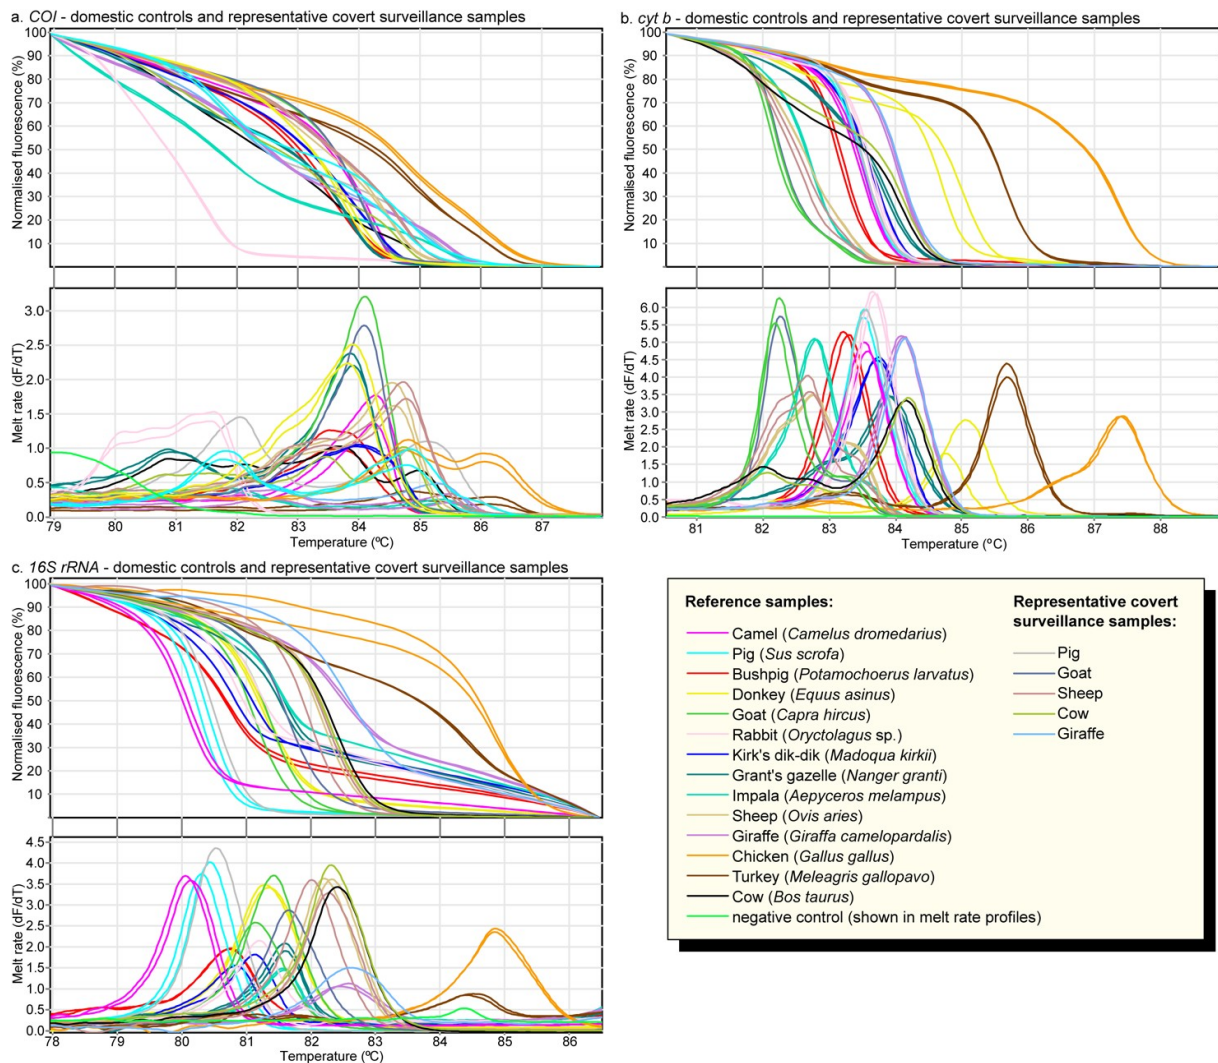 a. COI - domestic controls and representative covert surveillance samples
100
90
80
70
60
50
40
30
20
10
Normalised fluorescence (%)
3.0
2.5
2.0
1.5
1.0
0.5
0.0
Melt rate (dF/dT)
79 80 81 82 83 84 85 86 87
Temperature (ºC)
b. cyt b - domestic controls and representative covert surveillance samples
100
90
80
70
60
50
40
30
20
10
Normalised fluorescence (%)
6.0
5.5
5.0
4.5
4.0
3.5
3.0
2.5
2.0
1.5
1.0
0.5
0.0
Melt rate (dF/dT)
81 82 83 84 85 86 87 88
Temperature (ºC)
c. 16S rRNA - domestic controls and representative covert surveillance samples
100
90
80
70
60
50
40
30
20
10
Normalised fluorescence (%)
4.5
4.0
3.5
3.0
2.5
2.0
1.5
1.0
0.5
0.0
Melt rate (dF/dT)
78 79 80 81 82 83 84 85 86
Temperature (ºC)
Reference samples:
Camel (Camelus dromedarius)
Pig (Sus scrofa)
Bushpig (Potamochoerus larvatus)
Donkey (Equus asinus)
Goat (Capra hircus)
Rabbit (Oryctolagus sp.)
Kirk's dik-dik (Madoqua kirkii)
Grant's gazelle (Nanger granti)
Impala (Aepyceros melampus)
Sheep (Ovis aries)
Giraffe (Giraffa camelopardalis)
Chicken (Gallus gallus)
Turkey (Meleagris gallopavo)
Cow (Bos taurus)
negative control (shown in melt rate profiles)
Representative covert
surveillance samples:
Pig
Goat
Sheep
Cow
Giraffe